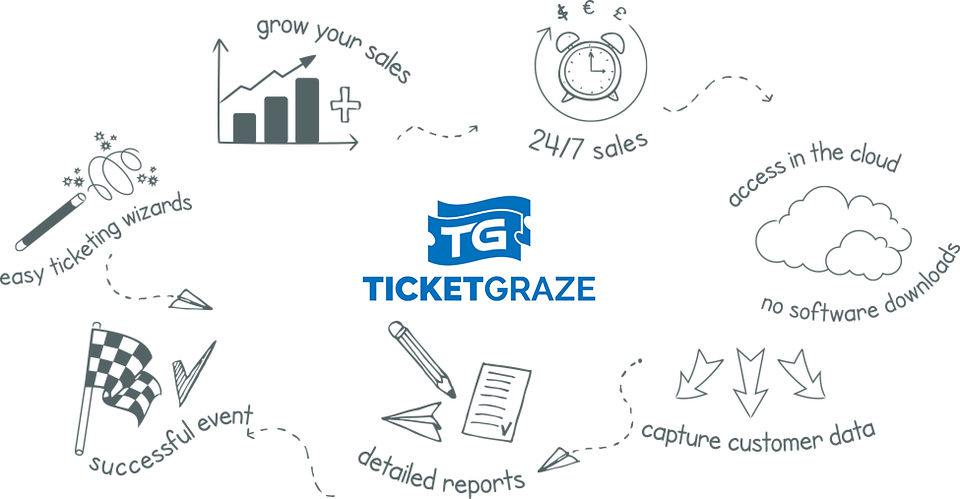 grow your sales
$ € £
24/7 sales
easy ticketing wizards
access in the cloud
no software downloads
TG
TICKETGRAZE
successful event
detailed reports
capture customer data